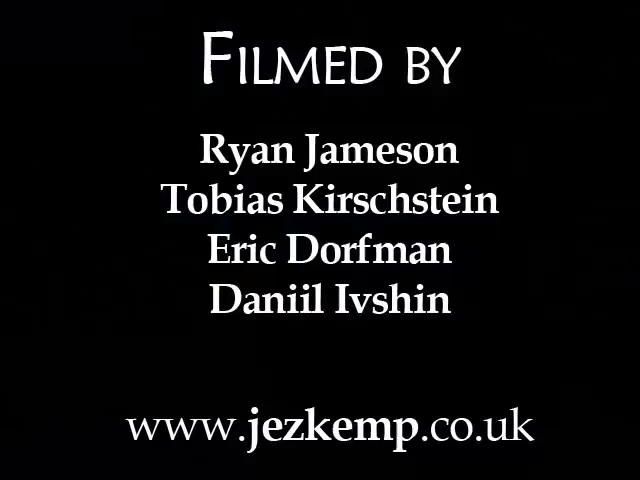 FILMED BY
Ryan Jameson
Tobias Kirschstein
Eric Dorfman
Daniil Ivshin
www.jezkemp.co.uk